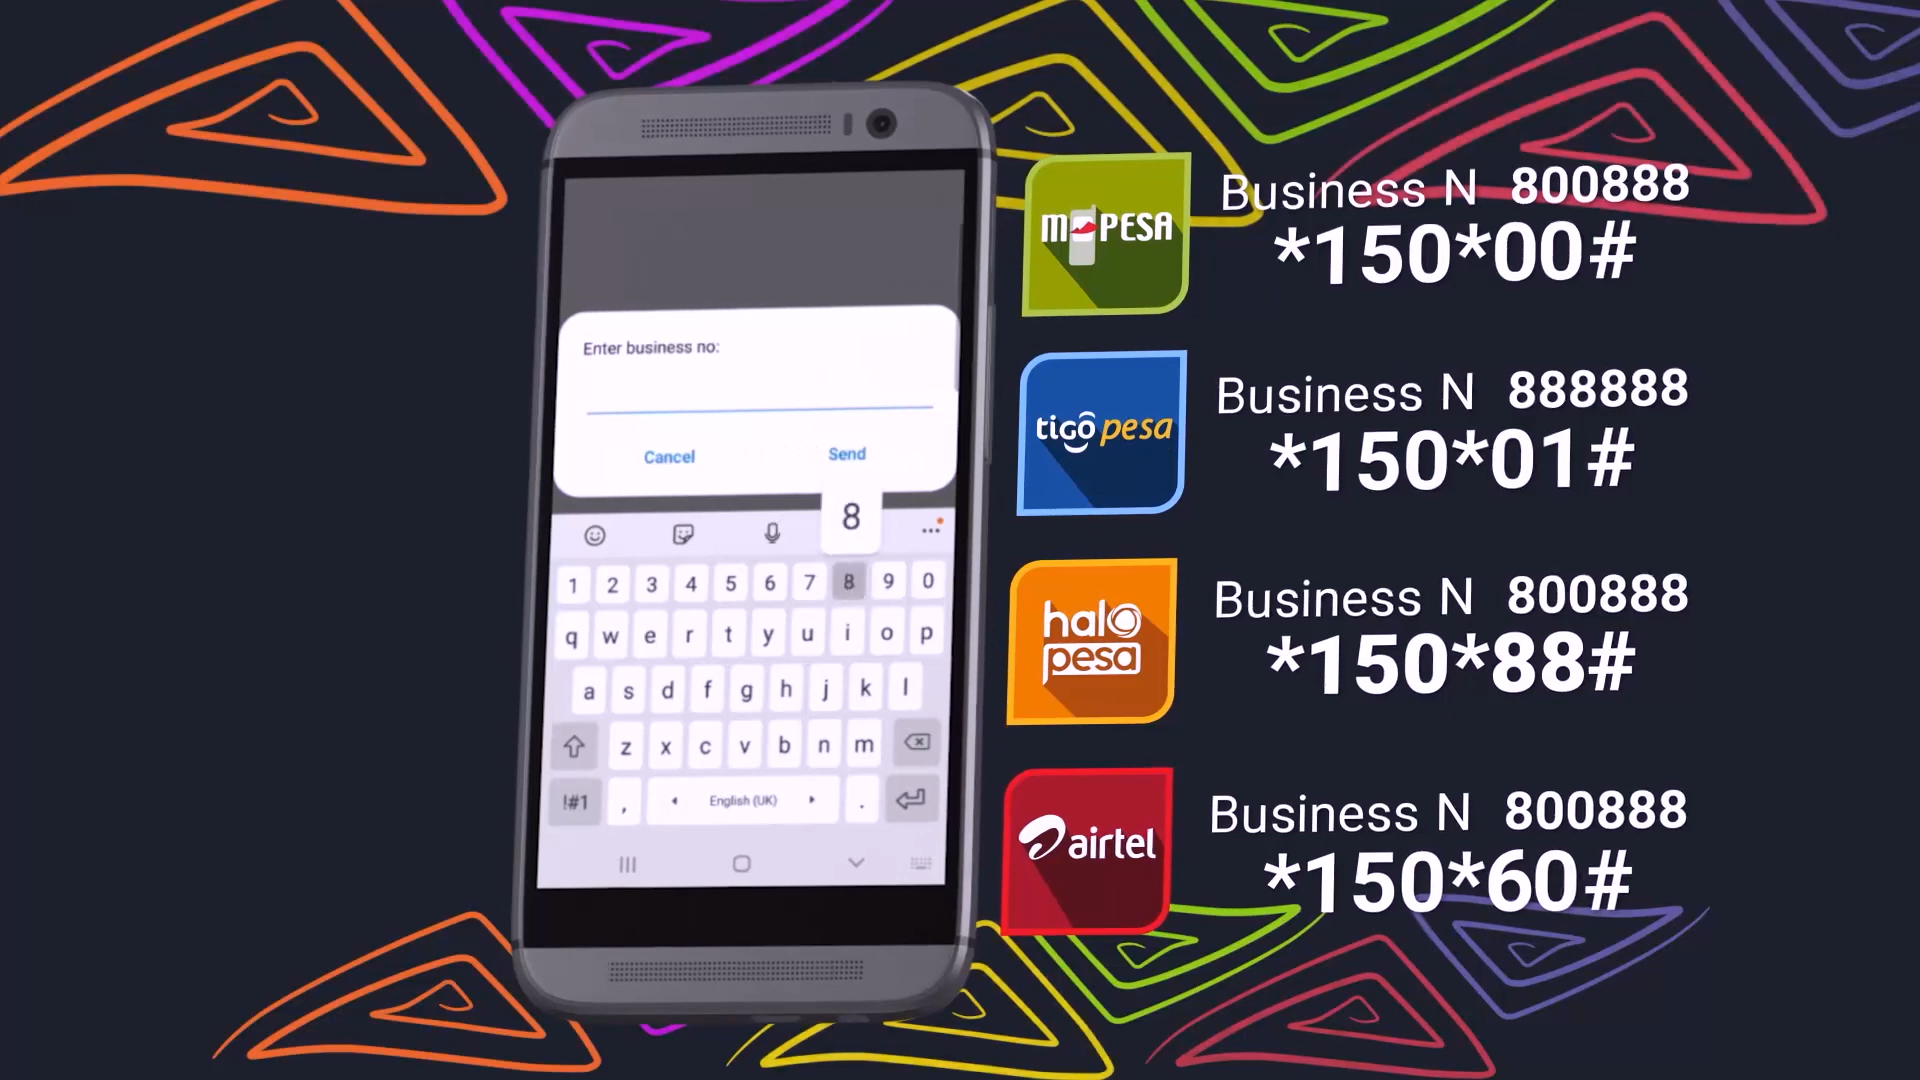 Enter business no:
Cancel
Send
8
1 2 3 4 5 6 7 8 9 0
q w e r t y u i o p
a s d f g h j k l
z x c v b n m
!#1 , English (UK) .
M PESA
Business N 800888
*150*00#
tigo pesa
Business N 888888
*150*01#
halo
pesa
Business N 800888
*150*88#
airtel
Business N 800888
*150*60#